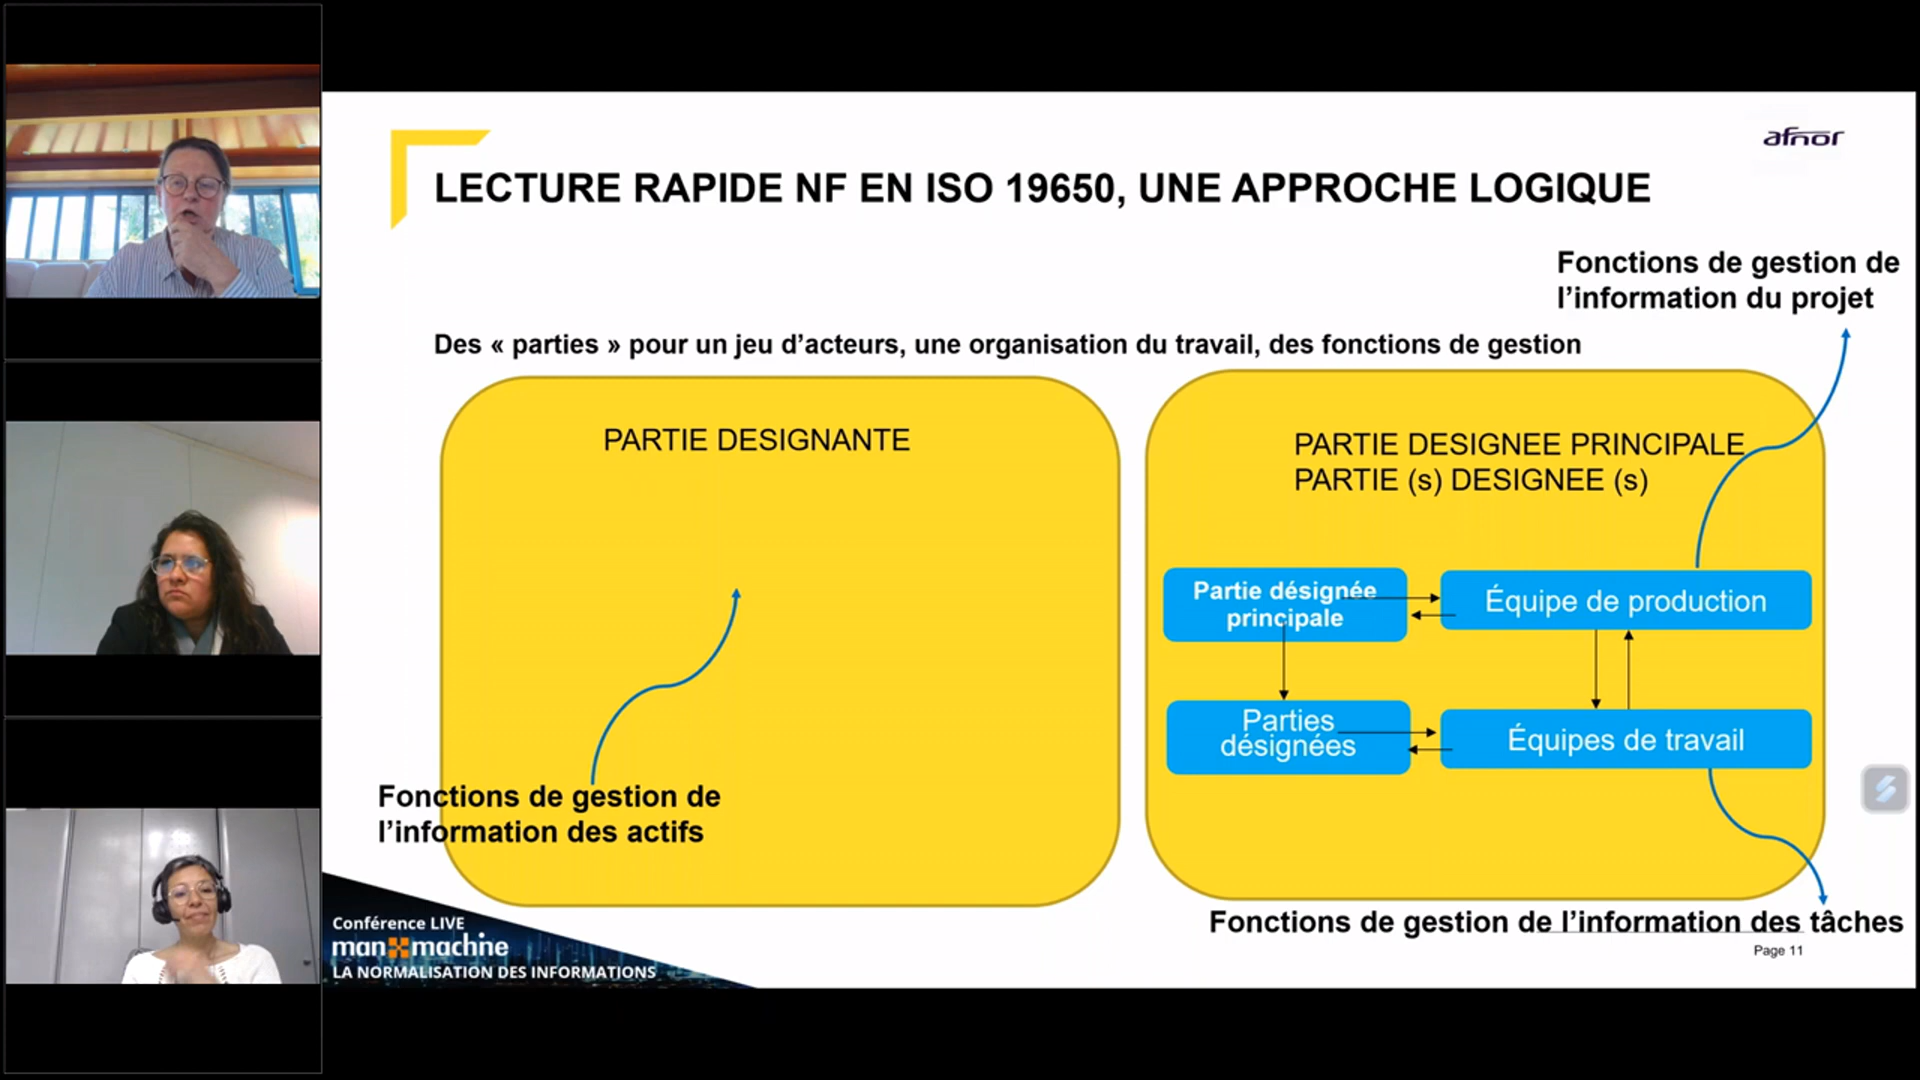 afnor
LECTURE RAPIDE NF EN ISO 19650, UNE APPROCHE LOGIQUE
Fonctions de gestion de
l’information du projet
Des « parties » pour un jeu d’acteurs, une organisation du travail, des fonctions de gestion
PARTIE DESIGNANTE
PARTIE DESIGNEE PRINCIPALE
PARTIE (s) DESIGNEE (s)
Partie désignée
principale
Équipe de production
Parties
désignées
Équipes de travail
Fonctions de gestion de
l’information des actifs
Fonctions de gestion de l’information des tâches
Page 11
Conférence LIVE
man machine
LA NORMALISATION DES INFORMATIONS